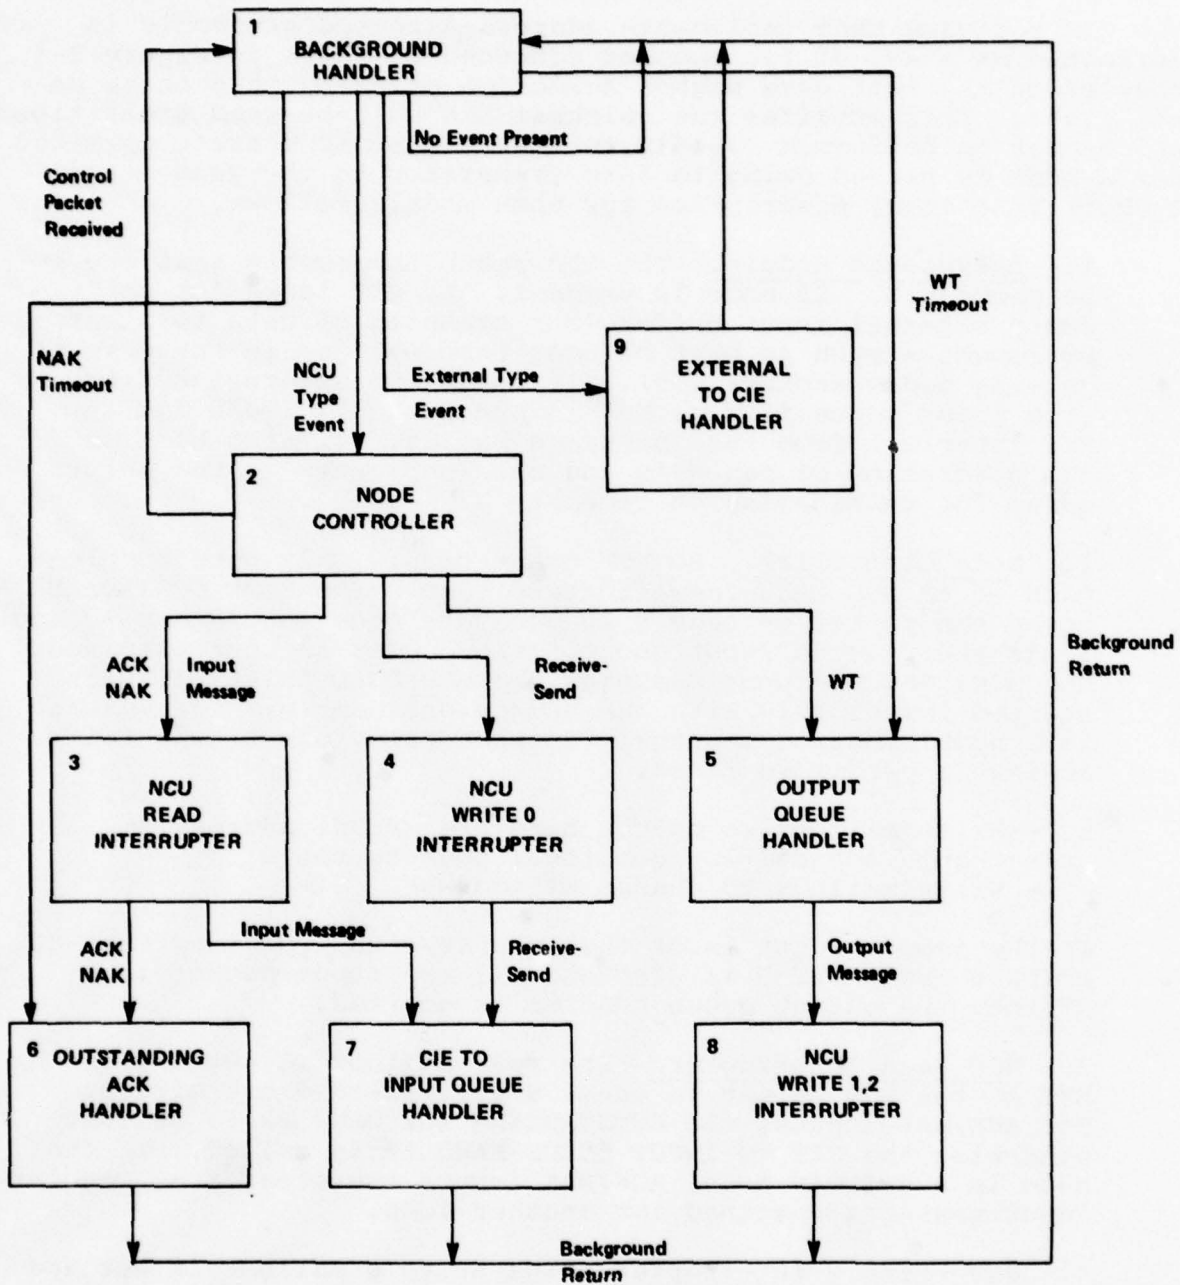 1
BACKGROUND
HANDLER
No Event Present
Control
Packet
Received
WT
Timeout
NAK
Timeout
NCU
Type
Event
External Type
Event
9
EXTERNAL
TO CIE
HANDLER
2
NODE
CONTROLLER
ACK
NAK
Input
Message
Receive-
Send
WT
Background
Return
3
NCU
READ
INTERRUPTER
4
NCU
WRITE 0
INTERRUPTER
5
OUTPUT
QUEUE
HANDLER
ACK
NAK
Input Message
Receive-
Send
Output
Message
6
OUTSTANDING
ACK
HANDLER
7
CIE TO
INPUT QUEUE
HANDLER
8
NCU
WRITE 1,2
INTERRUPTER
Background
Return